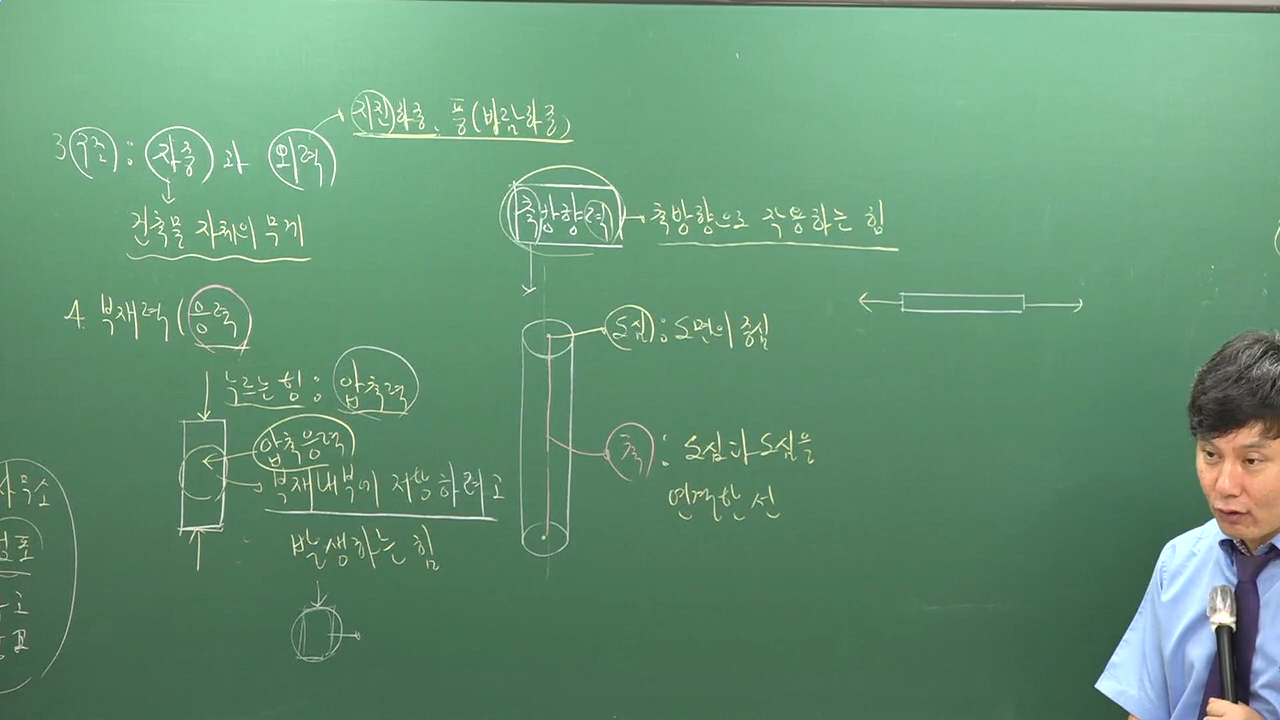 지진하중, 풍(바람하중)
3 구조 : 자중 과 외력
건축물 자체의 무게
축방향력 → 축방향으로 작용하는 힘
4. 부재력(응력)
도심 : 도면의 중심
누르는 힘 : 압축력
압축응력
축 : 도심과 도심을
연결한 선
부재내부에 저항하려고
발생하는 힘